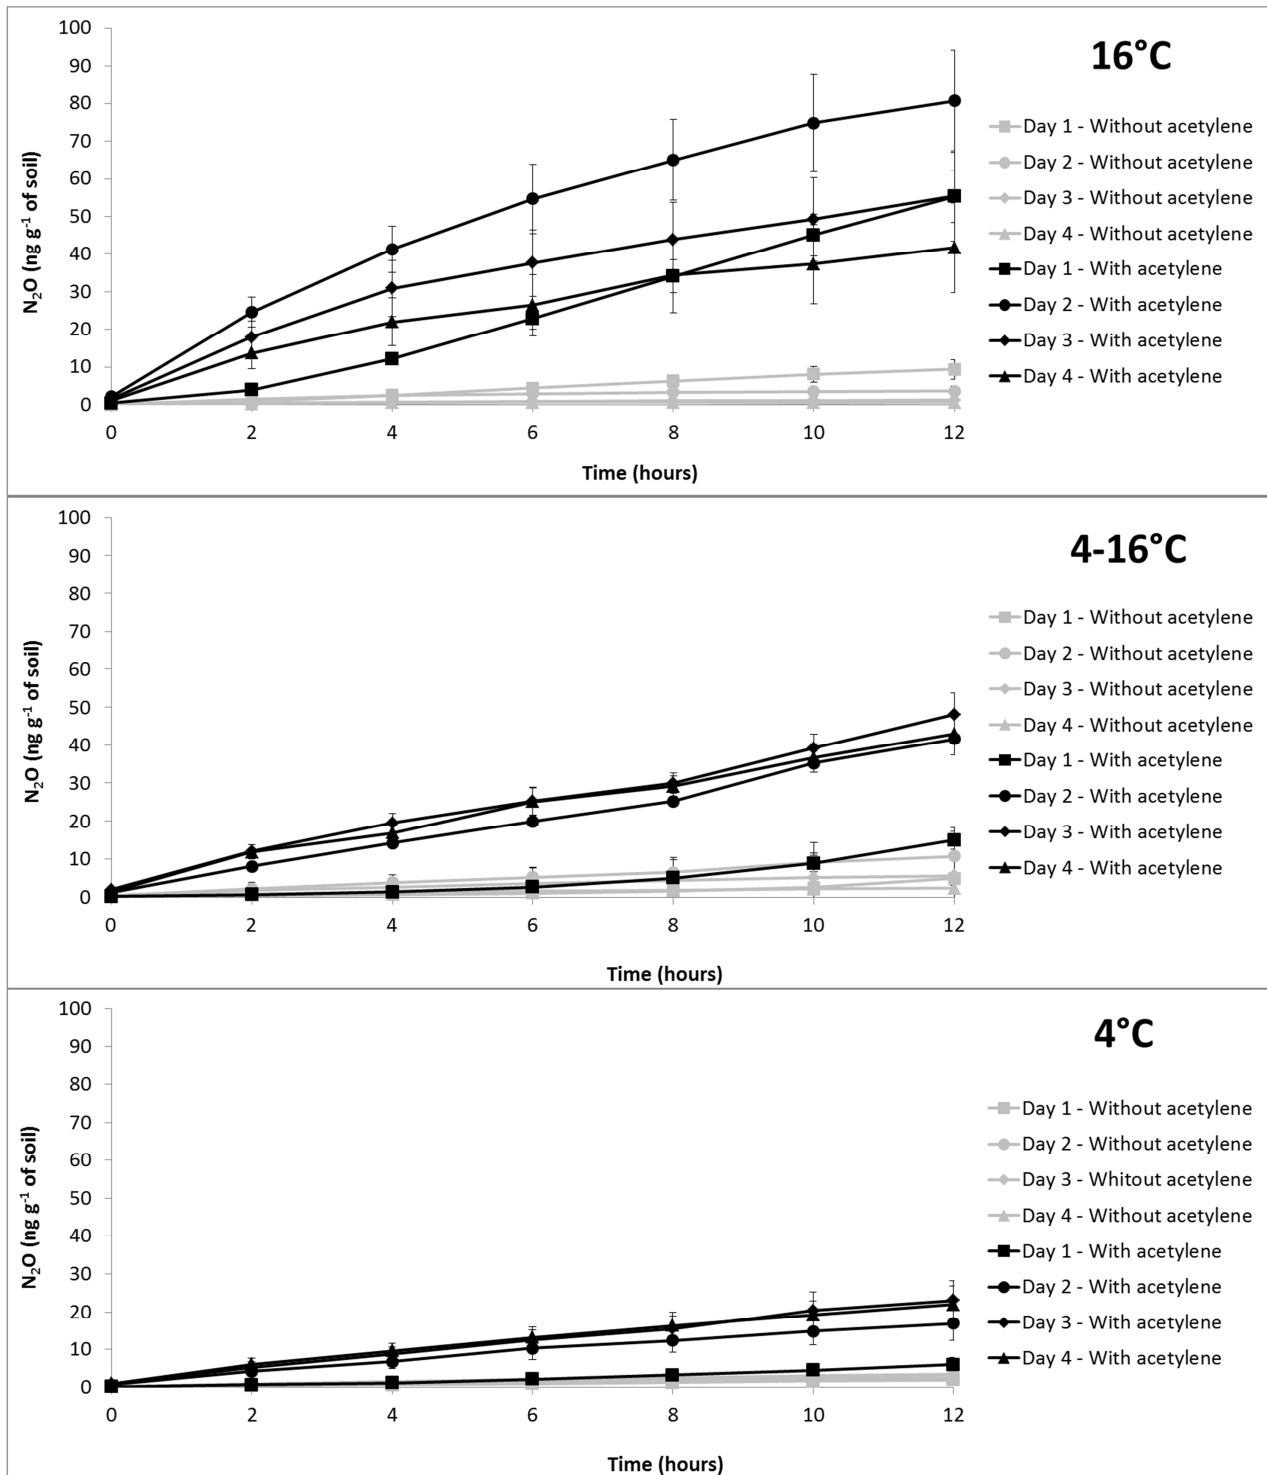 100
90
80
70
60
50
40
30
20
10
0
N₂O (ng g⁻¹ of soil)
0 2 4 6 8 10 12
Time (hours)
16°C
Day 1 - Without acetylene
Day 2 - Without acetylene
Day 3 - Without acetylene
Day 4 - Without acetylene
Day 1 - With acetylene
Day 2 - With acetylene
Day 3 - With acetylene
Day 4 - With acetylene
100
90
80
70
60
50
40
30
20
10
0
N₂O (ng g⁻¹ of soil)
0 2 4 6 8 10 12
Time (hours)
4-16°C
Day 1 - Without acetylene
Day 2 - Without acetylene
Day 3 - Without acetylene
Day 4 - Without acetylene
Day 1 - With acetylene
Day 2 - With acetylene
Day 3 - With acetylene
Day 4 - With acetylene
100
90
80
70
60
50
40
30
20
10
0
N₂O (ng g⁻¹ of soil)
0 2 4 6 8 10 12
Time (hours)
4°C
Day 1 - Without acetylene
Day 2 - Without acetylene
Day 3 - Whitout acetylene
Day 4 - Without acetylene
Day 1 - With acetylene
Day 2 - With acetylene
Day 3 - With acetylene
Day 4 - With acetylene